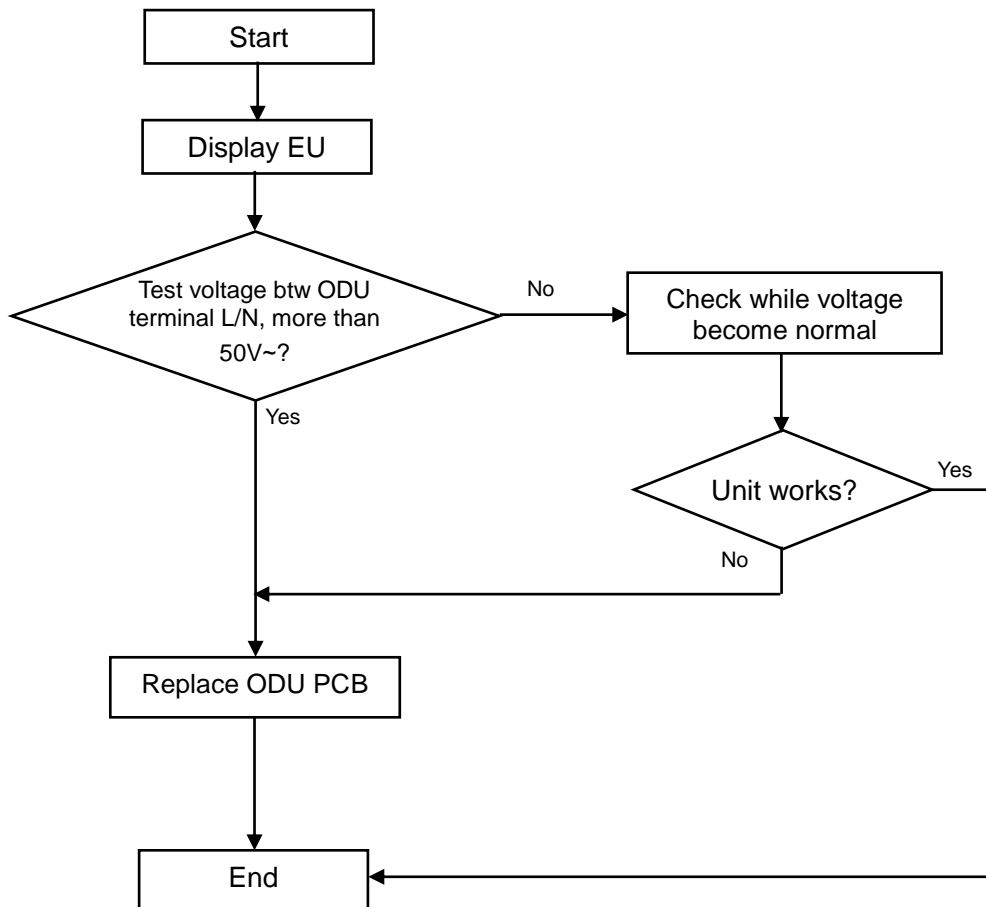 Start
Display EU
Test voltage btw ODU
terminal L/N, more than
50V~?
No
Check while voltage
become normal
Yes
Unit works?
Yes
No
Replace ODU PCB
End